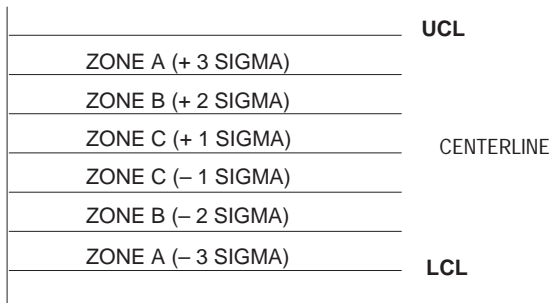 UCL
ZONE A (+ 3 SIGMA)
ZONE B (+ 2 SIGMA)
ZONE C (+ 1 SIGMA)
CENTERLINE
ZONE C (– 1 SIGMA)
ZONE B (– 2 SIGMA)
ZONE A (– 3 SIGMA)
LCL